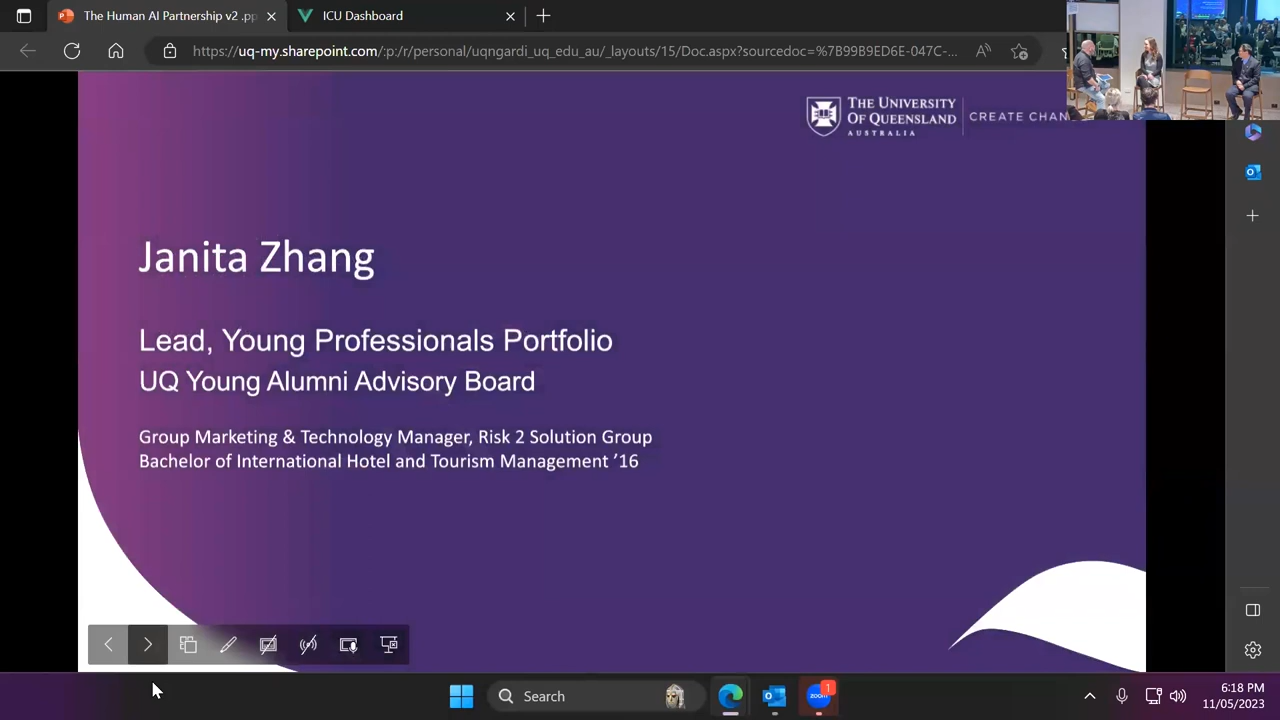 The Human AI Partnership v2 .pp
ICU Dashboard
https://uq-my.sharepoint.com/:p:/r/personal/uqngardi_uq_edu_au/_layouts/15/Doc.aspx?sourcedoc=%7B99B9ED6E-047C-...
THE UNIVERSITY
OF QUEENSLAND
AUSTRALIA
CREATE CHAN
Janita Zhang
Lead, Young Professionals Portfolio
UQ Young Alumni Advisory Board
Group Marketing & Technology Manager, Risk 2 Solution Group
Bachelor of International Hotel and Tourism Management ’16
Search
zoom
1
6:18 PM
11/05/2023